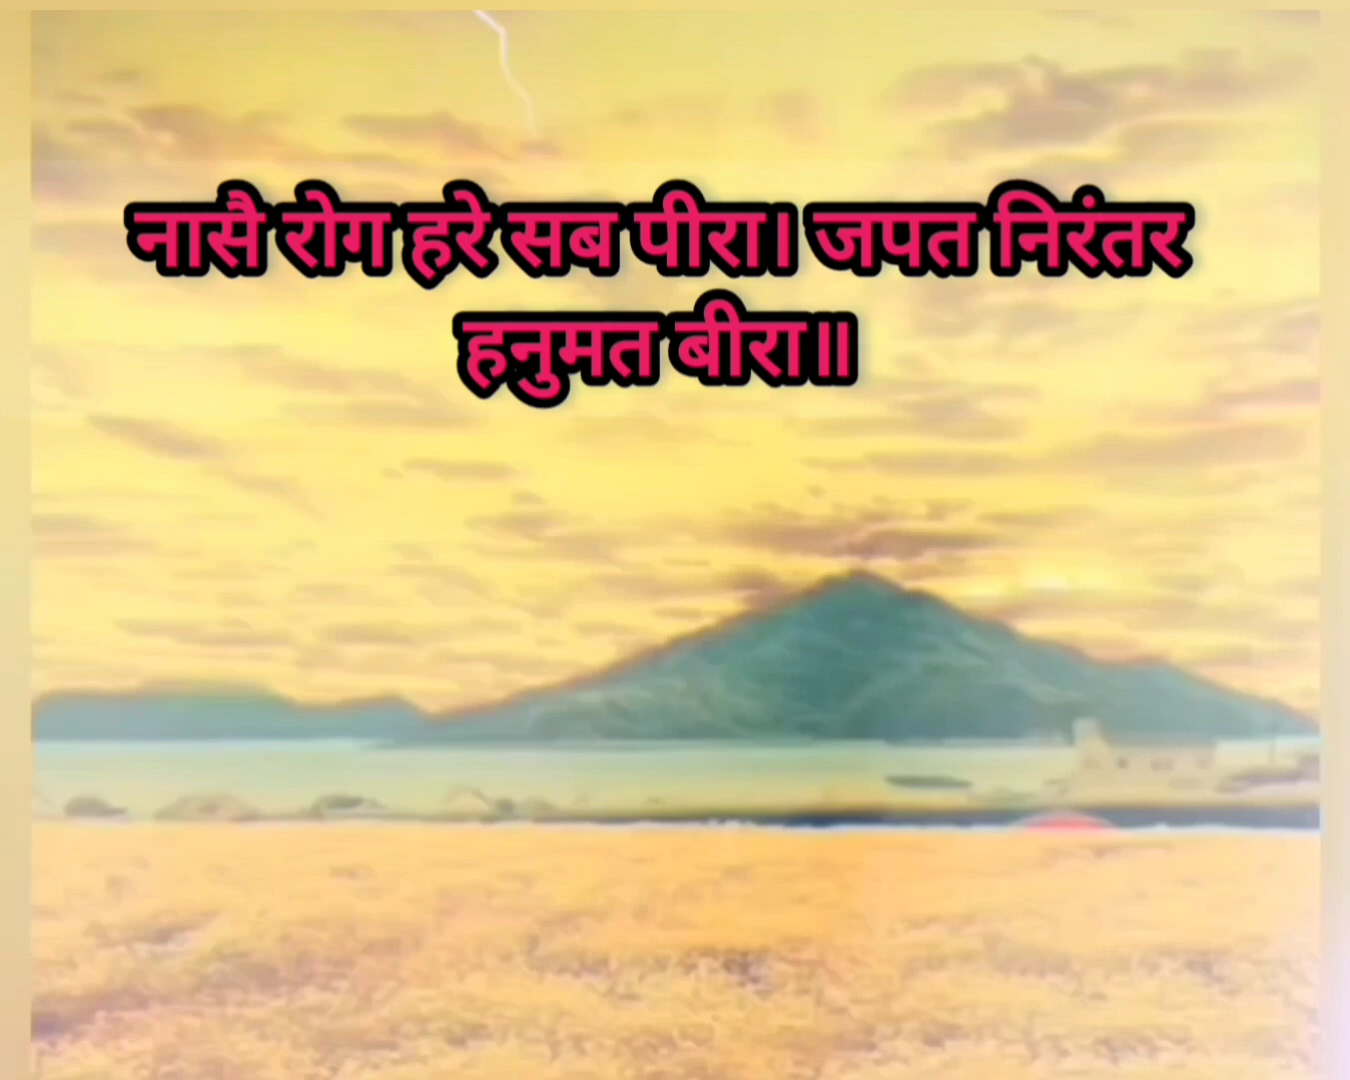 नासै रोग हरे सब पीरा। जपत निरंतर
हनुमत बीरा॥